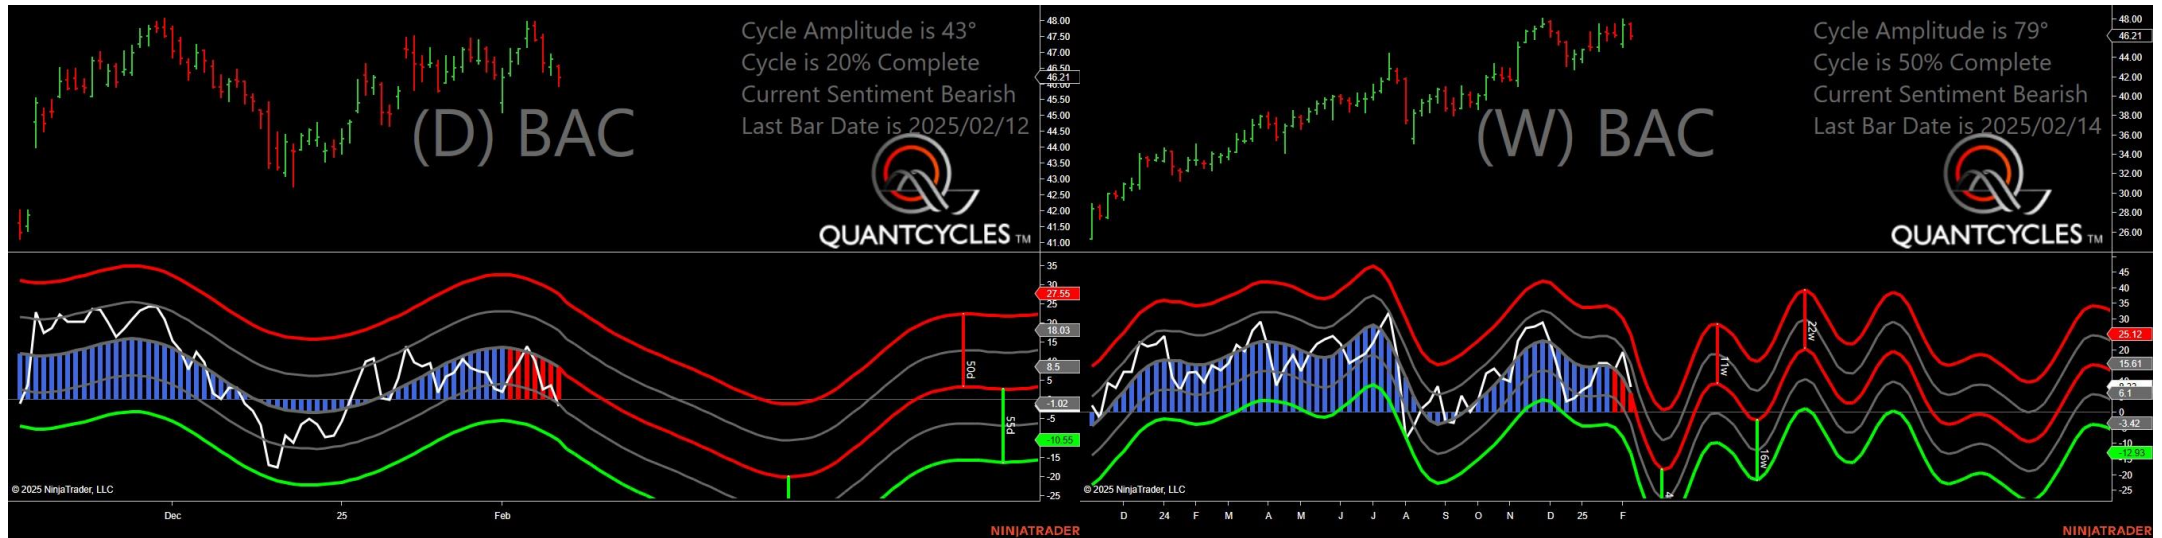 Cycle Amplitude is 43°
Cycle is 20% Complete
Current Sentiment Bearish
Last Bar Date is 2025/02/12
(D) BAC
QUANTCYCLES TM
48.00
47.50
47.00
46.50
46.21
45.50
45.00
44.50
44.00
43.50
43.00
42.50
42.00
41.50
41.00
35
30
27.55
25
18.03
15
8.5
5
-1.02
-5
-10.55
-15
-20
-25
50d
55d
© 2025 NinjaTrader, LLC
Dec
25
Feb
NINJATRADER
Cycle Amplitude is 79°
Cycle is 50% Complete
Current Sentiment Bearish
Last Bar Date is 2025/02/14
(W) BAC
QUANTCYCLES TM
48.00
46.21
44.00
42.00
40.00
38.00
36.00
34.00
32.00
30.00
28.00
26.00
45
40
35
30
25.12
20
15.61
6.1
0
-3.42
-10
-12.93
-20
-25
11w
22w
16w
4
© 2025 NinjaTrader, LLC
D
24
F
M
A
M
J
J
A
S
O
N
D
25
F
NINJATRADER